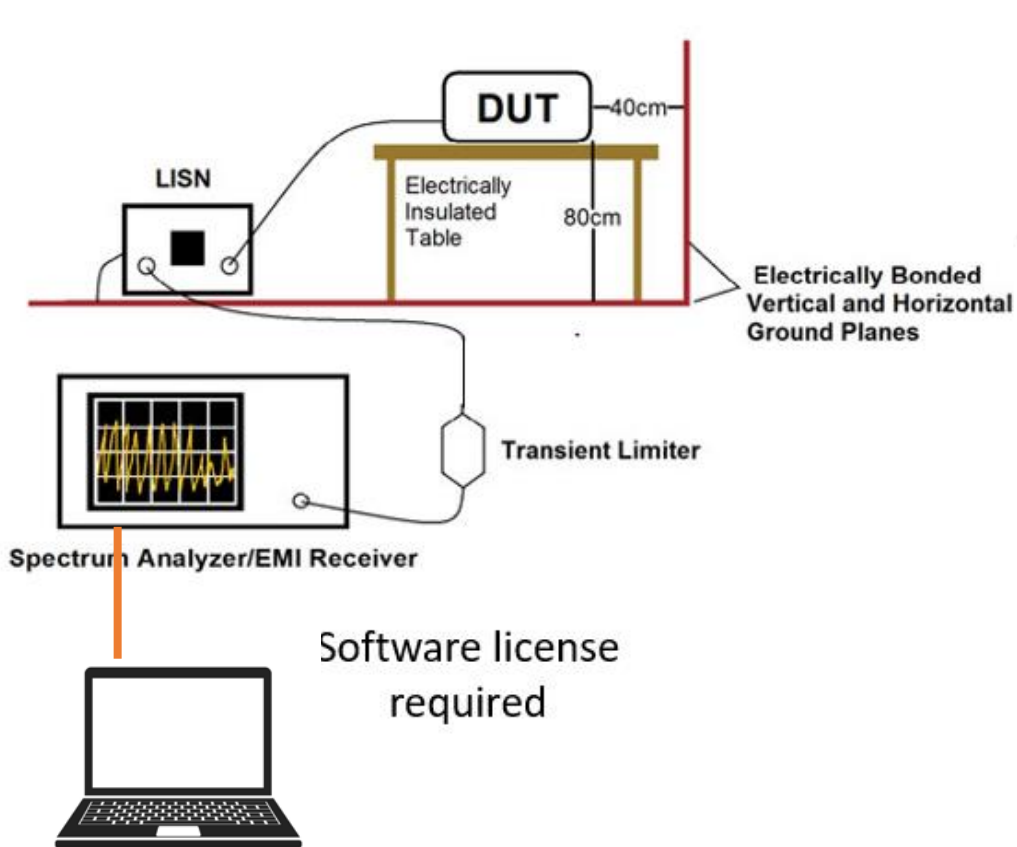 DUT
40cm
LISN
Electrically
Insulated
Table
80cm
Electrically Bonded
Vertical and Horizontal
Ground Planes
Transient Limiter
Spectrum Analyzer/EMI Receiver
Software license
required